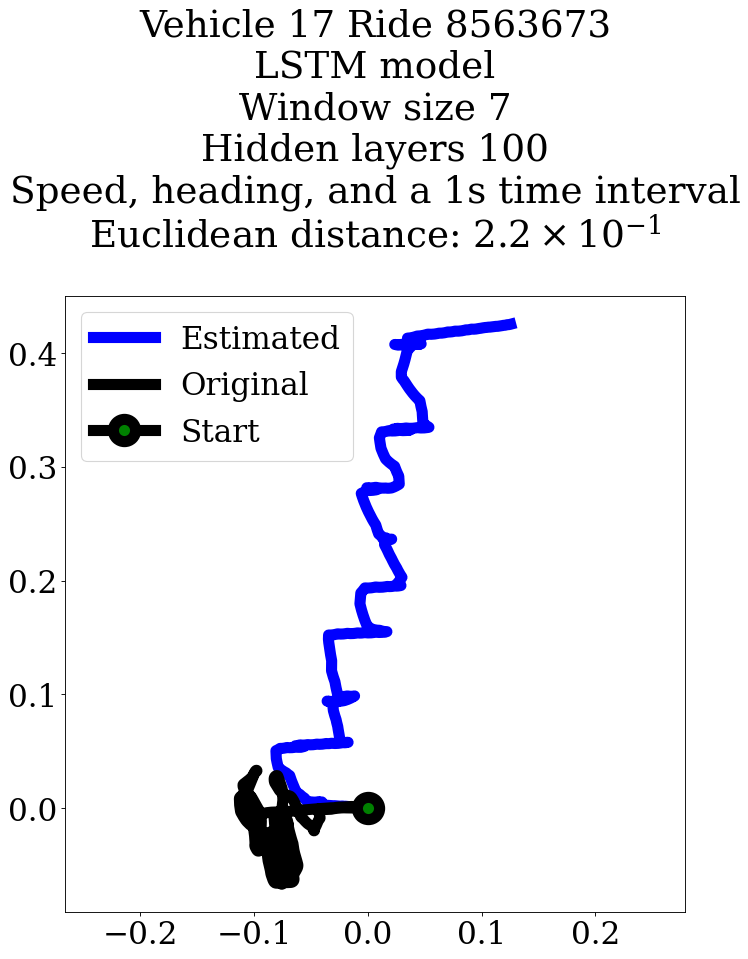 Vehicle 17 Ride 8563673
LSTM model
Window size 7
Hidden layers 100
Speed, heading, and a 1s time interval
Euclidean distance: 2.2 × 10⁻¹
Estimated
Original
Start
0.4
0.3
0.2
0.1
0.0
−0.2 −0.1 0.0 0.1 0.2